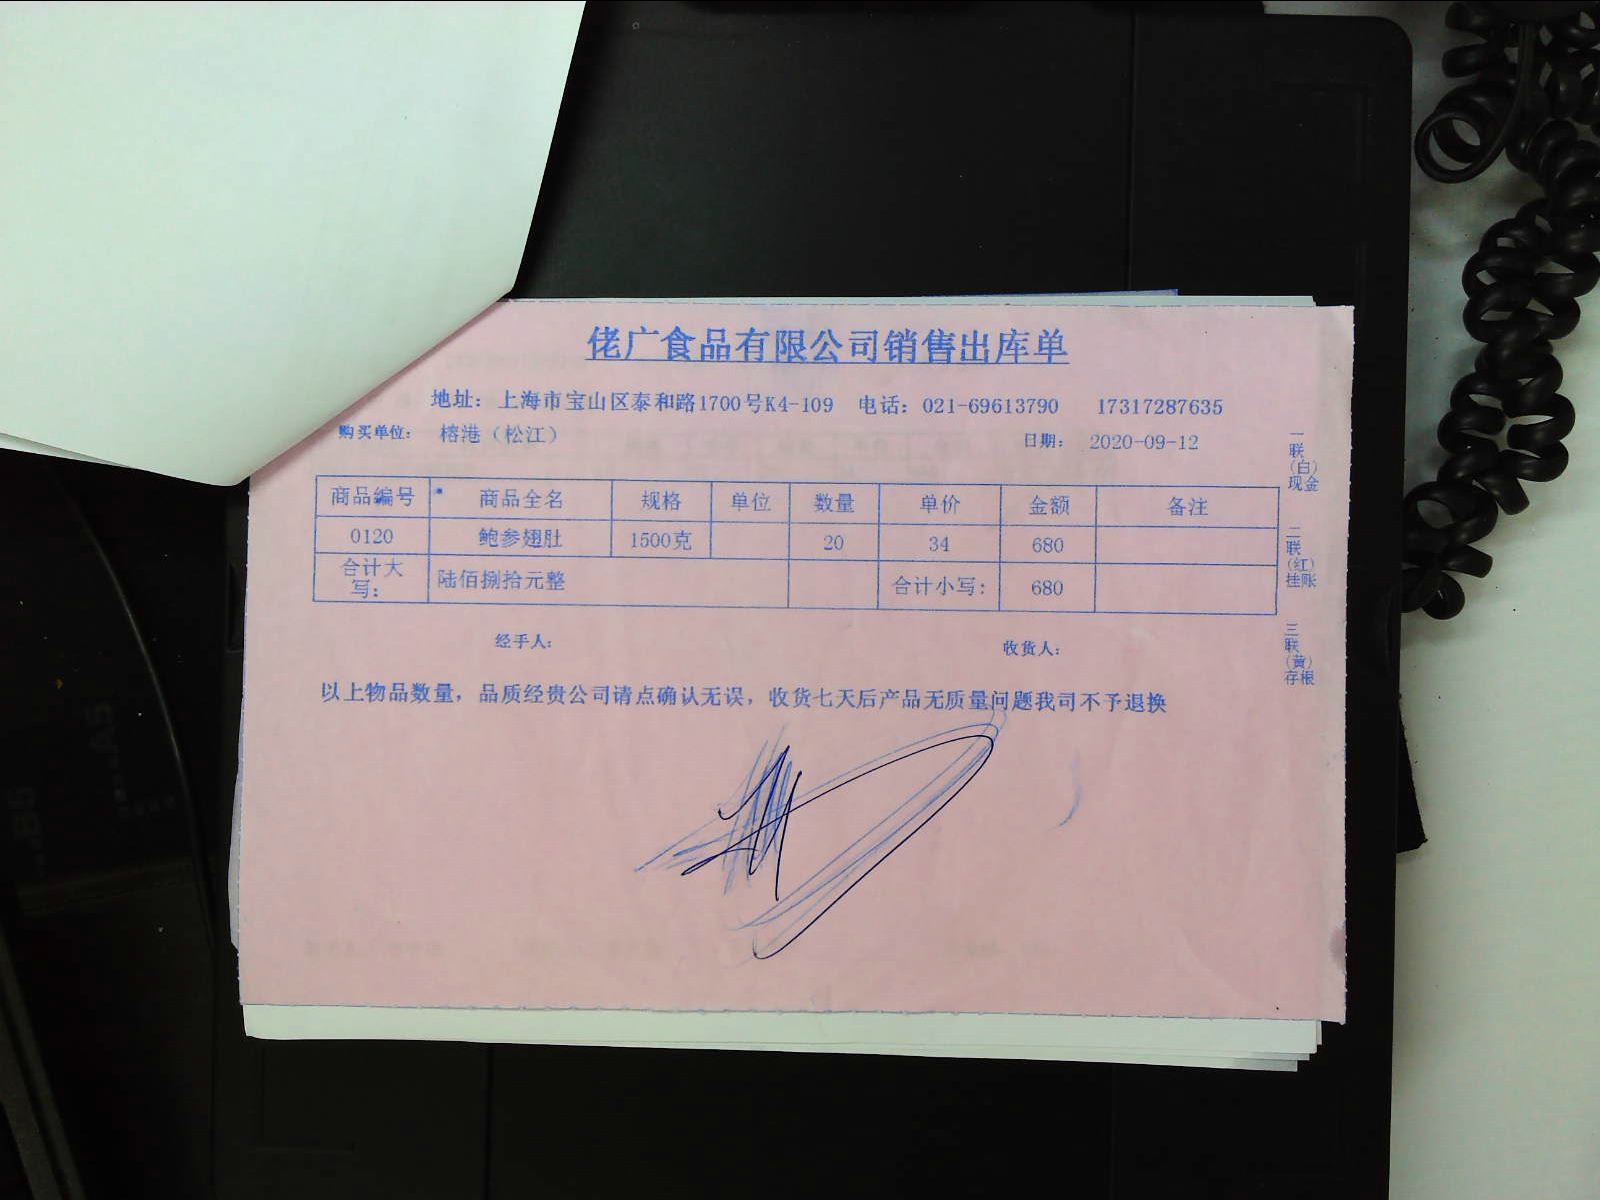 佬广食品有限公司销售出库单
地址：上海市宝山区泰和路1700号K4-109 电话：021-69613790 17317287635
购买单位： 榕港（松江） 日期： 2020-09-12
商品编号 商品全名 规格 单位 数量 单价 金额 备注
0120 鲍参翅肚 1500克 20 34 680
合计大写： 陆佰捌拾元整 合计小写： 680
经手人： 收货人：
以上物品数量，品质经贵公司请点确认无误，收货七天后产品无质量问题我司不予退换
一联（白）现金
二联（红）挂账
三联（黄）存根